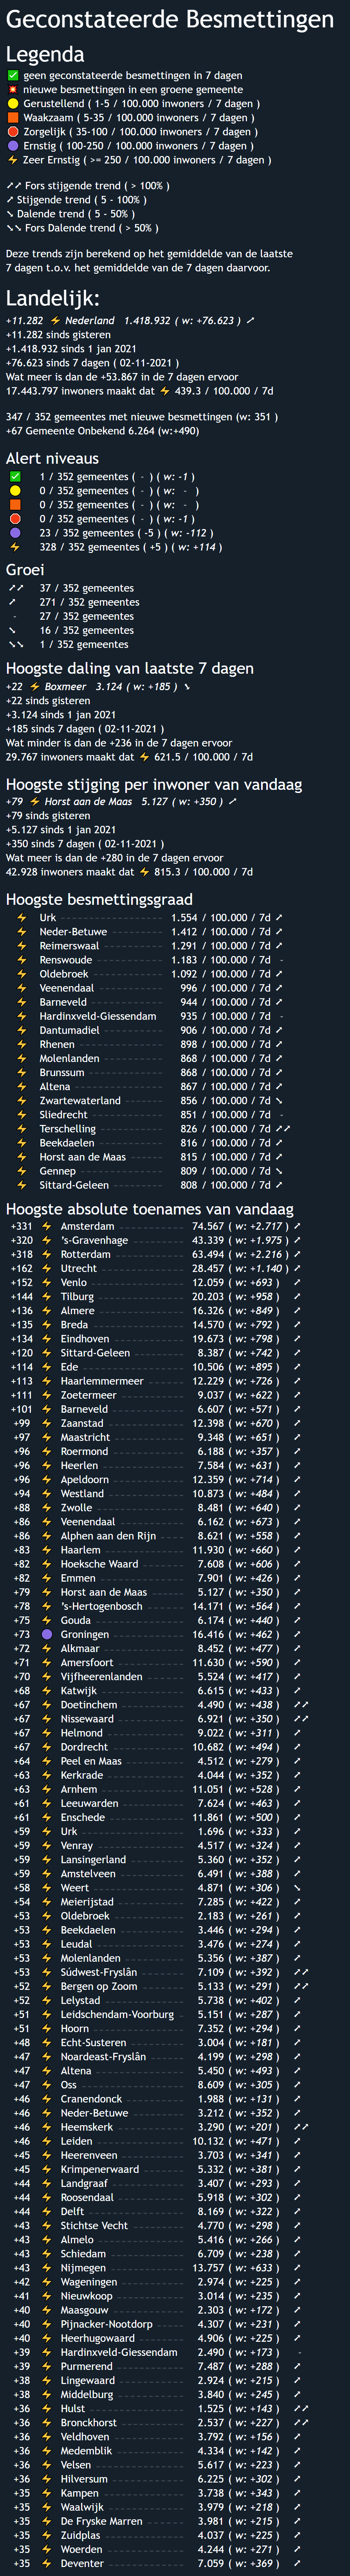 Geconstateerde Besmettingen
Legenda
✅ geen geconstateerde besmettingen in 7 dagen
💥 nieuwe besmettingen in een groene gemeente
🟡 Gerustellend ( 1-5 / 100.000 inwoners / 7 dagen )
🟧 Waakzaam ( 5-35 / 100.000 inwoners / 7 dagen )
🔴 Zorgelijk ( 35-100 / 100.000 inwoners / 7 dagen )
🟣 Ernstig ( 100-250 / 100.000 inwoners / 7 dagen )
⚡ Zeer Ernstig ( >= 250 / 100.000 inwoners / 7 dagen )
⤤⤤ Fors stijgende trend ( > 100% )
⤤ Stijgende trend ( 5 - 100% )
⤥ Dalende trend ( 5 - 50% )
⤥⤥ Fors Dalende trend ( > 50% )
Deze trends zijn berekend op het gemiddelde van de laatste
7 dagen t.o.v. het gemiddelde van de 7 dagen daarvoor.
Landelijk:
+11.282 ⚡ Nederland 1.418.932 ( w: +76.623 ) ⤤
+11.282 sinds gisteren
+1.418.932 sinds 1 jan 2021
+76.623 sinds 7 dagen ( 02-11-2021 )
Wat meer is dan de +53.867 in de 7 dagen ervoor
17.443.797 inwoners maakt dat ⚡ 439.3 / 100.000 / 7d
347 / 352 gemeentes met nieuwe besmettingen (w: 351 )
+67 Gemeente Onbekend 6.264 (w:+490)
Alert niveaus
✅ 1 / 352 gemeentes ( - ) ( w: -1 )
🟡 0 / 352 gemeentes ( - ) ( w: - )
🟧 0 / 352 gemeentes ( - ) ( w: - )
🔴 0 / 352 gemeentes ( - ) ( w: -1 )
🟣 23 / 352 gemeentes ( -5 ) ( w: -112 )
⚡ 328 / 352 gemeentes ( +5 ) ( w: +114 )
Groei
⤤⤤ 37 / 352 gemeentes
⤤ 271 / 352 gemeentes
- 27 / 352 gemeentes
⤥ 16 / 352 gemeentes
⤥⤥ 1 / 352 gemeentes
Hoogste daling van laatste 7 dagen
+22 ⚡ Boxmeer 3.124 ( w: +185 ) ⤥
+22 sinds gisteren
+3.124 sinds 1 jan 2021
+185 sinds 7 dagen ( 02-11-2021 )
Wat minder is dan de +236 in de 7 dagen ervoor
29.767 inwoners maakt dat ⚡ 621.5 / 100.000 / 7d
Hoogste stijging per inwoner van vandaag
+79 ⚡ Horst aan de Maas 5.127 ( w: +350 ) ⤤
+79 sinds gisteren
+5.127 sinds 1 jan 2021
+350 sinds 7 dagen ( 02-11-2021 )
Wat meer is dan de +280 in de 7 dagen ervoor
42.928 inwoners maakt dat ⚡ 815.3 / 100.000 / 7d
Hoogste besmettingsgraad
⚡ Urk 1.554 / 100.000 / 7d ⤤
⚡ Neder-Betuwe 1.412 / 100.000 / 7d ⤤
⚡ Reimerswaal 1.291 / 100.000 / 7d ⤤
⚡ Renswoude 1.183 / 100.000 / 7d -
⚡ Oldebroek 1.092 / 100.000 / 7d ⤤
⚡ Veenendaal 996 / 100.000 / 7d ⤤
⚡ Barneveld 944 / 100.000 / 7d ⤤
⚡ Hardinxveld-Giessendam 935 / 100.000 / 7d -
⚡ Dantumadiel 906 / 100.000 / 7d ⤤
⚡ Rhenen 898 / 100.000 / 7d ⤤
⚡ Molenlanden 868 / 100.000 / 7d ⤤
⚡ Brunssum 868 / 100.000 / 7d ⤤
⚡ Altena 867 / 100.000 / 7d ⤤
⚡ Zwartewaterland 856 / 100.000 / 7d ⤥
⚡ Sliedrecht 851 / 100.000 / 7d -
⚡ Terschelling 826 / 100.000 / 7d ⤤⤤
⚡ Beekdaelen 816 / 100.000 / 7d ⤤
⚡ Horst aan de Maas 815 / 100.000 / 7d ⤤
⚡ Gennep 809 / 100.000 / 7d ⤥
⚡ Sittard-Geleen 808 / 100.000 / 7d ⤤
Hoogste absolute toenames van vandaag
+331 ⚡ Amsterdam 74.567 ( w: +2.717 ) ⤤
+320 ⚡ 's-Gravenhage 43.339 ( w: +1.975 ) ⤤
+318 ⚡ Rotterdam 63.494 ( w: +2.216 ) ⤤
+162 ⚡ Utrecht 28.457 ( w: +1.140 ) ⤤
+152 ⚡ Venlo 12.059 ( w: +693 ) ⤤
+144 ⚡ Tilburg 20.203 ( w: +958 ) ⤤
+136 ⚡ Almere 16.326 ( w: +849 ) ⤤
+135 ⚡ Breda 14.570 ( w: +792 ) ⤤
+134 ⚡ Eindhoven 19.673 ( w: +798 ) ⤤
+120 ⚡ Sittard-Geleen 8.387 ( w: +742 ) ⤤
+114 ⚡ Ede 10.506 ( w: +895 ) ⤤
+113 ⚡ Haarlemmermeer 12.229 ( w: +726 ) ⤤
+111 ⚡ Zoetermeer 9.037 ( w: +622 ) ⤤
+101 ⚡ Barneveld 6.607 ( w: +571 ) ⤤
+99 ⚡ Zaanstad 12.398 ( w: +670 ) ⤤
+97 ⚡ Maastricht 9.348 ( w: +651 ) ⤤
+96 ⚡ Roermond 6.188 ( w: +357 ) ⤤
+96 ⚡ Heerlen 7.584 ( w: +631 ) ⤤
+96 ⚡ Apeldoorn 12.359 ( w: +714 ) ⤤
+94 ⚡ Westland 10.873 ( w: +484 ) ⤤
+88 ⚡ Zwolle 8.481 ( w: +640 ) ⤤
+86 ⚡ Veenendaal 6.162 ( w: +673 ) ⤤
+86 ⚡ Alphen aan den Rijn 8.621 ( w: +558 ) ⤤
+83 ⚡ Haarlem 11.930 ( w: +660 ) ⤤
+82 ⚡ Hoeksche Waard 7.608 ( w: +606 ) ⤤
+82 ⚡ Emmen 7.901 ( w: +426 ) ⤤
+79 ⚡ Horst aan de Maas 5.127 ( w: +350 ) ⤤
+78 ⚡ 's-Hertogenbosch 14.171 ( w: +564 ) ⤤
+75 ⚡ Gouda 6.174 ( w: +440 ) ⤤
+73 🟣 Groningen 16.416 ( w: +462 ) ⤤
+72 ⚡ Alkmaar 8.452 ( w: +477 ) ⤤
+71 ⚡ Amersfoort 11.630 ( w: +590 ) ⤤
+70 ⚡ Vijfheerenlanden 5.524 ( w: +417 ) ⤤
+68 ⚡ Katwijk 6.615 ( w: +433 ) ⤤
+67 ⚡ Doetinchem 4.490 ( w: +438 ) ⤤⤤
+67 ⚡ Nissewaard 6.921 ( w: +350 ) ⤤⤤
+67 ⚡ Helmond 9.022 ( w: +311 ) ⤤
+67 ⚡ Dordrecht 10.682 ( w: +494 ) ⤤
+64 ⚡ Peel en Maas 4.512 ( w: +279 ) ⤤
+63 ⚡ Kerkrade 4.044 ( w: +352 ) ⤤
+63 ⚡ Arnhem 11.051 ( w: +528 ) ⤤
+61 ⚡ Leeuwarden 7.624 ( w: +463 ) ⤤
+61 ⚡ Enschede 11.861 ( w: +500 ) ⤤
+59 ⚡ Urk 1.696 ( w: +333 ) ⤤
+59 ⚡ Venray 4.517 ( w: +324 ) ⤤
+59 ⚡ Lansingerland 5.360 ( w: +352 ) ⤤
+59 ⚡ Amstelveen 6.491 ( w: +388 ) ⤤
+58 ⚡ Weert 4.871 ( w: +306 ) ⤥
+54 ⚡ Meierijstad 7.285 ( w: +422 ) ⤤
+53 ⚡ Oldebroek 2.183 ( w: +261 ) ⤤
+53 ⚡ Beekdaelen 3.446 ( w: +294 ) ⤤
+53 ⚡ Leudal 3.476 ( w: +274 ) ⤤
+53 ⚡ Molenlanden 5.356 ( w: +387 ) ⤤
+53 ⚡ Súdwest-Fryslân 7.109 ( w: +392 ) ⤤⤤
+52 ⚡ Bergen op Zoom 5.133 ( w: +291 ) ⤤⤤
+52 ⚡ Lelystad 5.738 ( w: +402 ) ⤤
+51 ⚡ Leidschendam-Voorburg 5.151 ( w: +287 ) ⤤
+51 ⚡ Hoorn 7.352 ( w: +294 ) ⤤
+48 ⚡ Echt-Susteren 3.004 ( w: +181 ) ⤤
+47 ⚡ Noardeast-Fryslân 4.199 ( w: +298 ) ⤤
+47 ⚡ Altena 5.450 ( w: +493 ) ⤤
+47 ⚡ Oss 8.609 ( w: +305 ) ⤤
+46 ⚡ Cranendonck 1.988 ( w: +131 ) ⤤
+46 ⚡ Neder-Betuwe 3.212 ( w: +352 ) ⤤
+46 ⚡ Heemskerk 3.290 ( w: +201 ) ⤤⤤
+46 ⚡ Leiden 10.132 ( w: +471 ) ⤤
+45 ⚡ Heerenveen 3.703 ( w: +341 ) ⤤
+45 ⚡ Krimpenerwaard 5.332 ( w: +381 ) ⤤
+44 ⚡ Landgraaf 3.407 ( w: +293 ) ⤤
+44 ⚡ Roosendaal 5.918 ( w: +302 ) ⤤
+44 ⚡ Delft 8.169 ( w: +322 ) ⤤
+43 ⚡ Stichtse Vecht 4.770 ( w: +298 ) ⤤
+43 ⚡ Almelo 5.416 ( w: +266 ) ⤤
+43 ⚡ Schiedam 6.709 ( w: +238 ) ⤤
+43 ⚡ Nijmegen 13.757 ( w: +633 ) ⤤
+42 ⚡ Wageningen 2.974 ( w: +225 ) ⤤
+41 ⚡ Nieuwkoop 3.014 ( w: +235 ) ⤤
+40 ⚡ Maasgouw 2.303 ( w: +172 ) ⤤
+40 ⚡ Pijnacker-Nootdorp 4.307 ( w: +231 ) ⤤
+40 ⚡ Heerhugowaard 4.906 ( w: +225 ) ⤤
+39 ⚡ Hardinxveld-Giessendam 2.490 ( w: +173 ) -
+39 ⚡ Purmerend 7.487 ( w: +288 ) ⤤
+38 ⚡ Lingewaard 2.924 ( w: +215 ) ⤤
+38 ⚡ Middelburg 3.840 ( w: +245 ) ⤤
+36 ⚡ Hulst 1.525 ( w: +143 ) ⤤⤤
+36 ⚡ Bronckhorst 2.537 ( w: +227 ) ⤤⤤
+36 ⚡ Veldhoven 3.792 ( w: +156 ) ⤤
+36 ⚡ Medemblik 4.334 ( w: +142 ) ⤤
+36 ⚡ Velsen 5.617 ( w: +223 ) ⤤
+36 ⚡ Hilversum 6.225 ( w: +302 ) ⤤
+35 ⚡ Kampen 3.738 ( w: +343 ) ⤤
+35 ⚡ Waalwijk 3.979 ( w: +218 ) ⤤
+35 ⚡ De Fryske Marren 3.981 ( w: +215 ) ⤤
+35 ⚡ Zuidplas 4.037 ( w: +225 ) ⤤
+35 ⚡ Woerden 4.244 ( w: +271 ) ⤤
+35 ⚡ Deventer 7.059 ( w: +369 ) ⤤